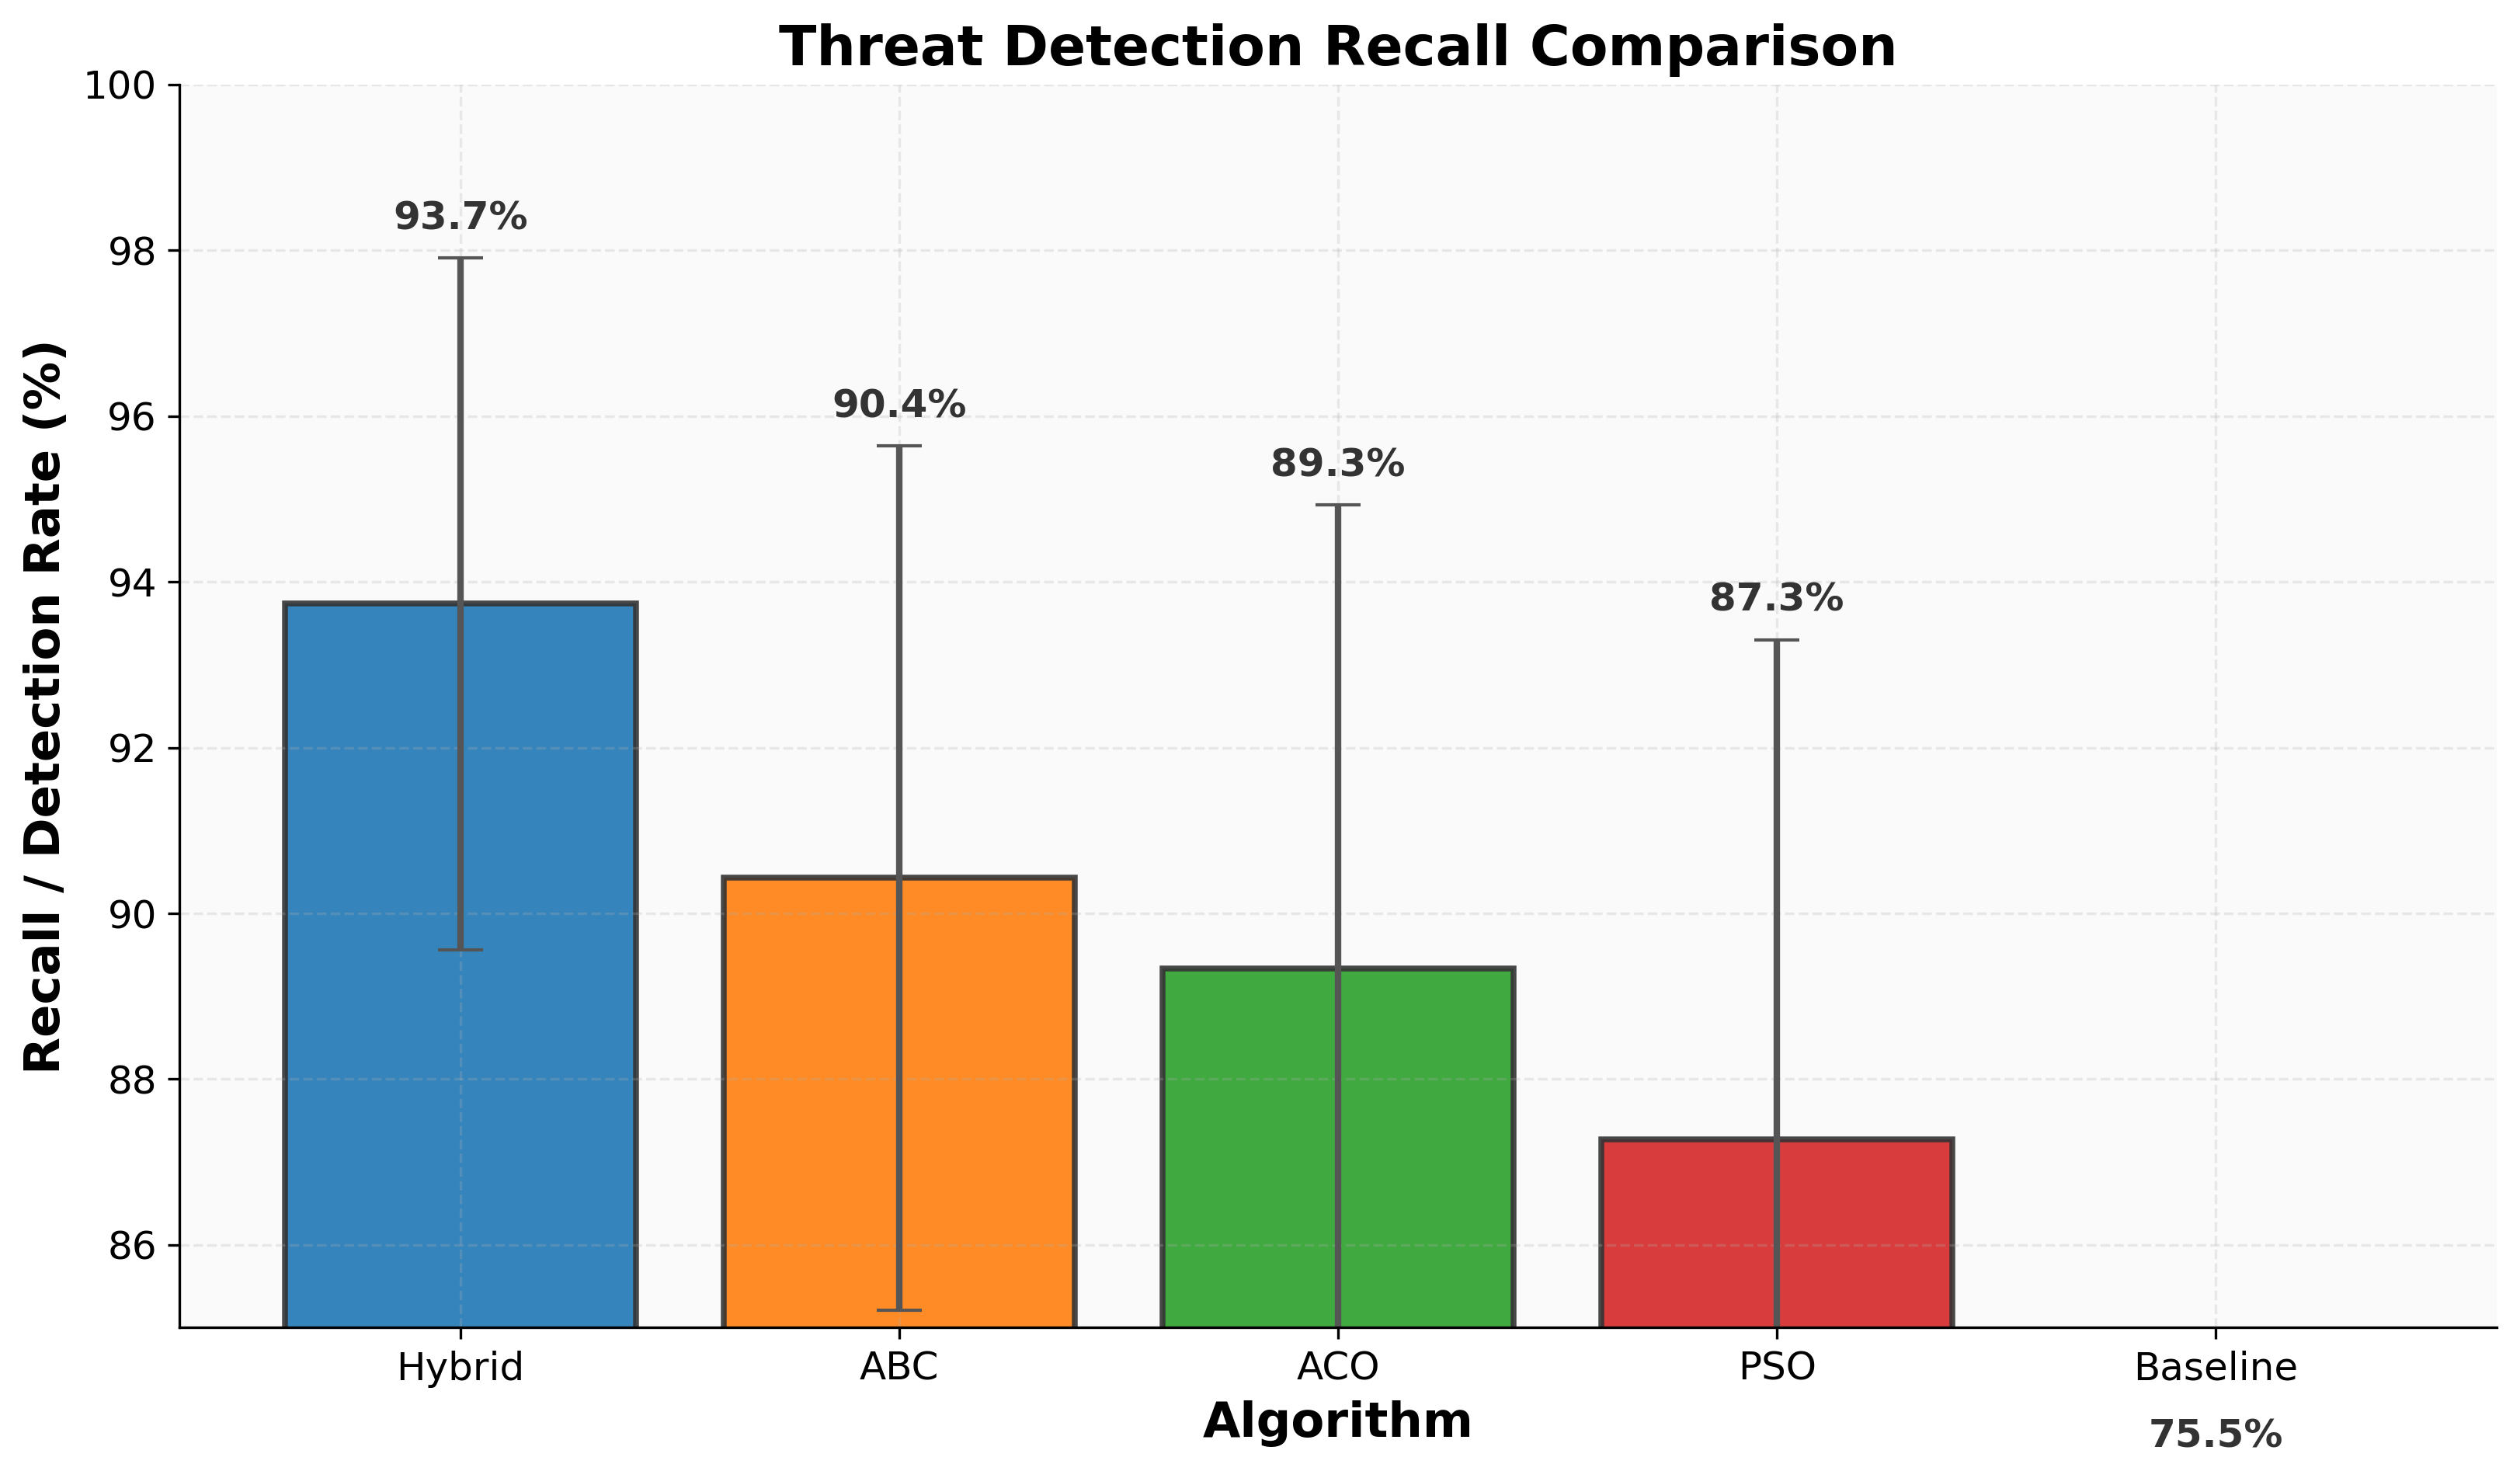 Threat Detection Recall Comparison
Recall / Detection Rate (%)
100
98
96
94
92
90
88
86
93.7%
90.4%
89.3%
87.3%
Hybrid
ABC
ACO
PSO
Baseline
Algorithm
75.5%